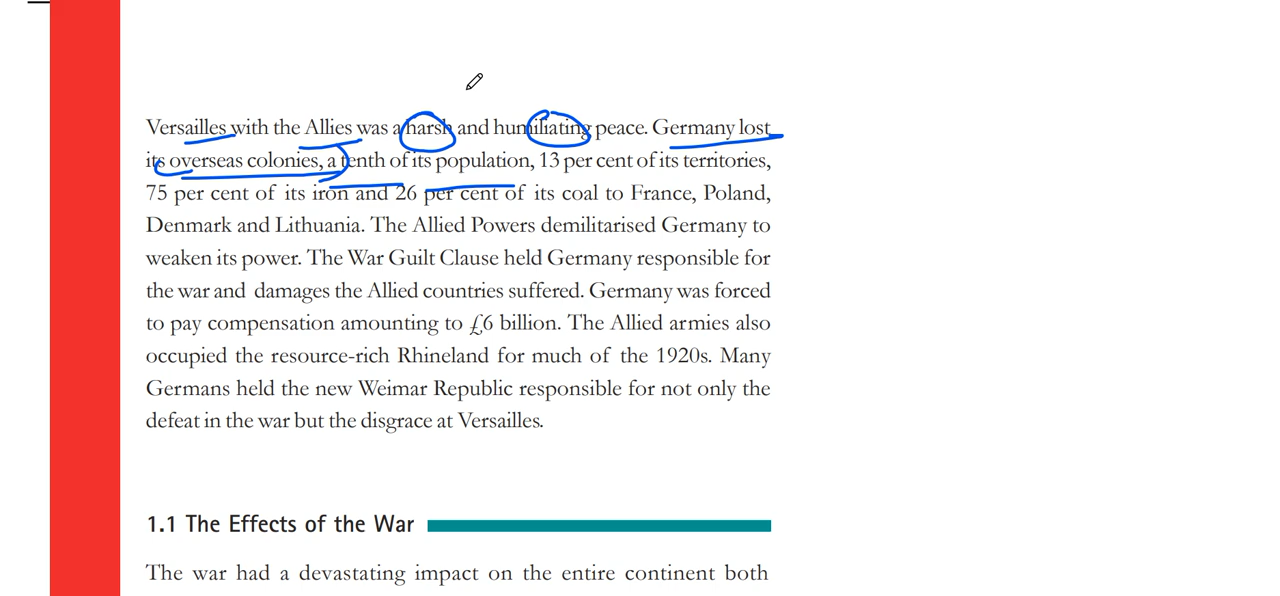 Versailles with the Allies was a harsh and humiliating peace. Germany lost
its overseas colonies, a tenth of its population, 13 per cent of its territories,
75 per cent of its iron and 26 per cent of its coal to France, Poland,
Denmark and Lithuania. The Allied Powers demilitarised Germany to
weaken its power. The War Guilt Clause held Germany responsible for
the war and damages the Allied countries suffered. Germany was forced
to pay compensation amounting to £6 billion. The Allied armies also
occupied the resource-rich Rhineland for much of the 1920s. Many
Germans held the new Weimar Republic responsible for not only the
defeat in the war but the disgrace at Versailles.
1.1 The Effects of the War
The war had a devastating impact on the entire continent both